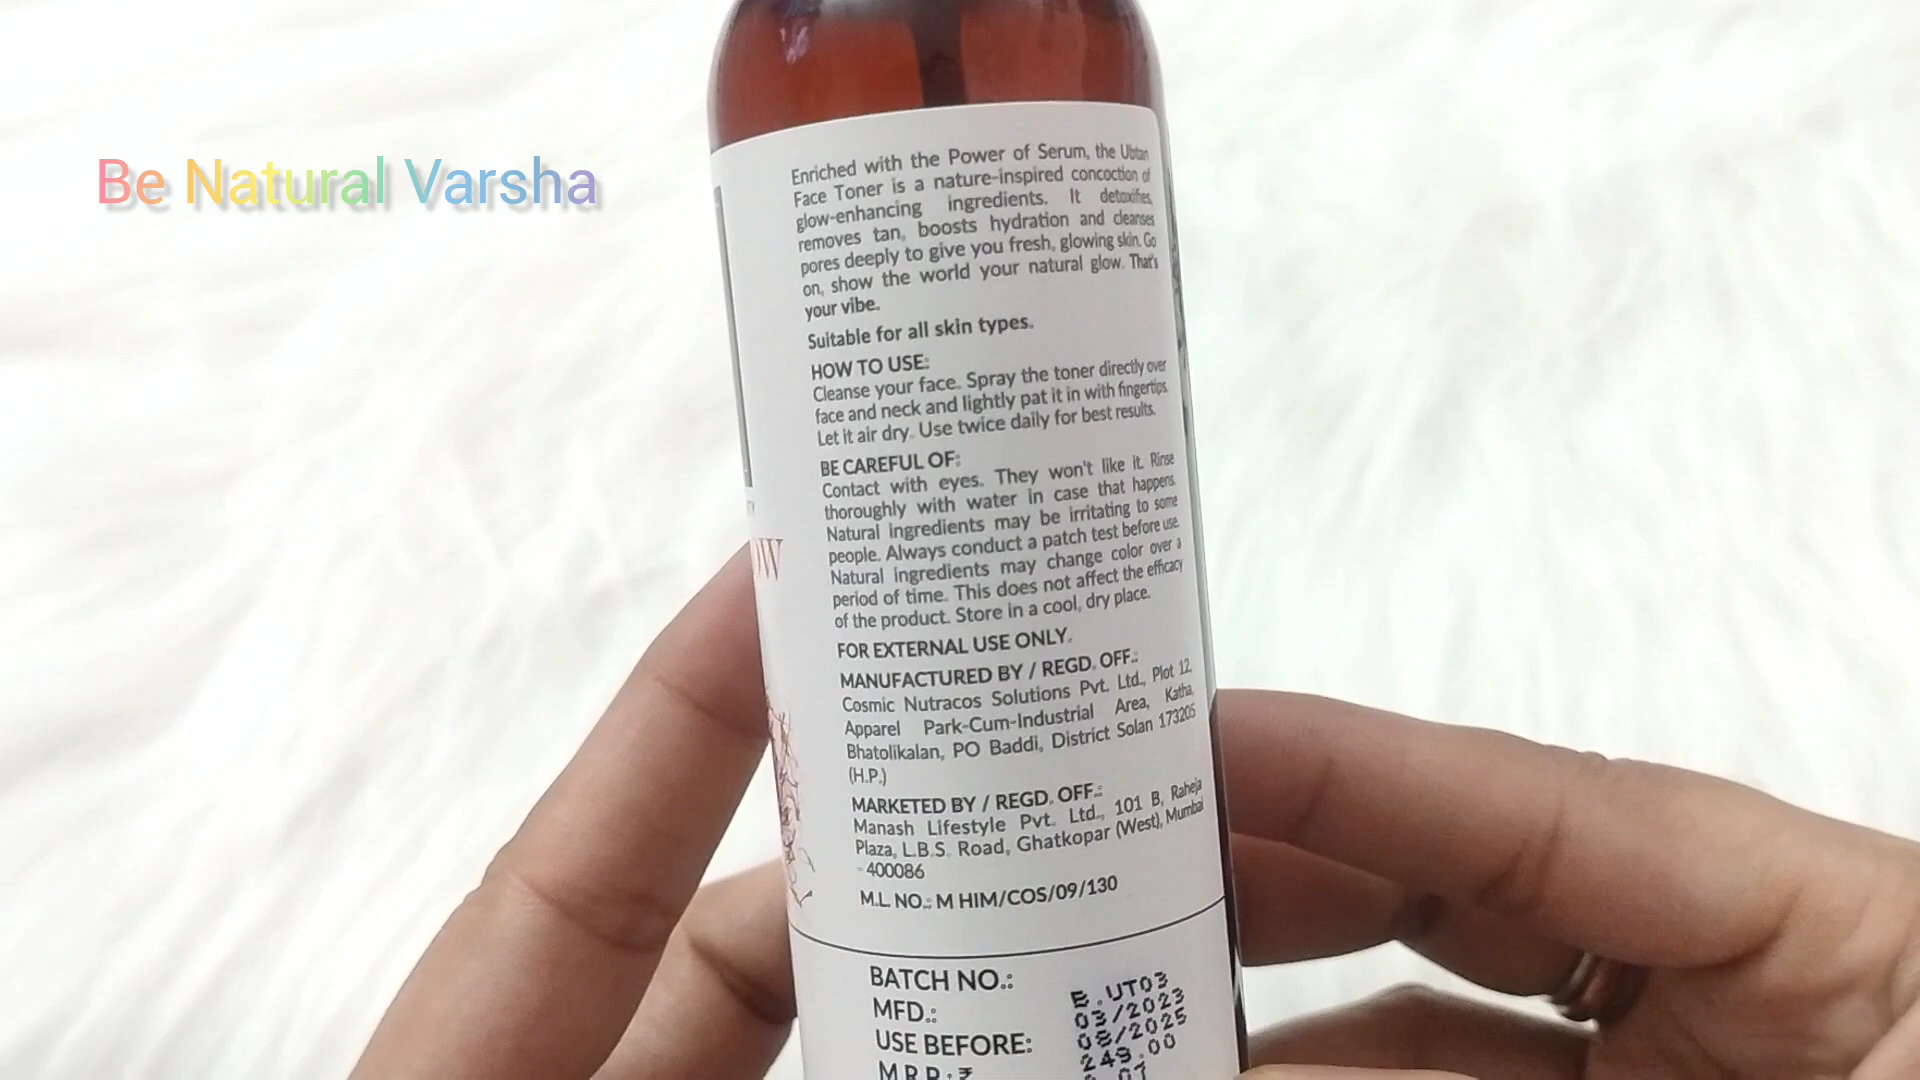 Be Natural Varsha
Enriched with the Power of Serum, the Ubtan
Face Toner is a nature-inspired concoction of
glow-enhancing ingredients. It detoxifies,
removes tan, boosts hydration and cleanses
pores deeply to give you fresh, glowing skin. Go
on, show the world your natural glow. That's
your vibe.
Suitable for all skin types.
HOW TO USE:
Cleanse your face. Spray the toner directly over
face and neck and lightly pat it in with fingertips.
Let it air dry. Use twice daily for best results.
BE CAREFUL OF:
Contact with eyes. They won't like it. Rinse
thoroughly with water in case that happens.
Natural ingredients may be irritating to some
people. Always conduct a patch test before use.
Natural ingredients may change color over a
period of time. This does not affect the efficacy
of the product. Store in a cool, dry place.
FOR EXTERNAL USE ONLY.
MANUFACTURED BY / REGD. OFF.:
Cosmic Nutracos Solutions Pvt. Ltd., Plot 12,
Apparel Park-Cum-Industrial Area, Katha,
Bhatolikalan, PO Baddi, District Solan 173205
(H.P.)
MARKETED BY / REGD. OFF.:
Manash Lifestyle Pvt. Ltd., 101 B, Raheja
Plaza, L.B.S. Road, Ghatkopar (West), Mumbai
- 400086
M.L. NO.: M HIM/COS/09/130
BATCH NO.: E.UT03
MFD.: 03/2023
USE BEFORE: 08/2025
M.R.P.: ₹ 249.00